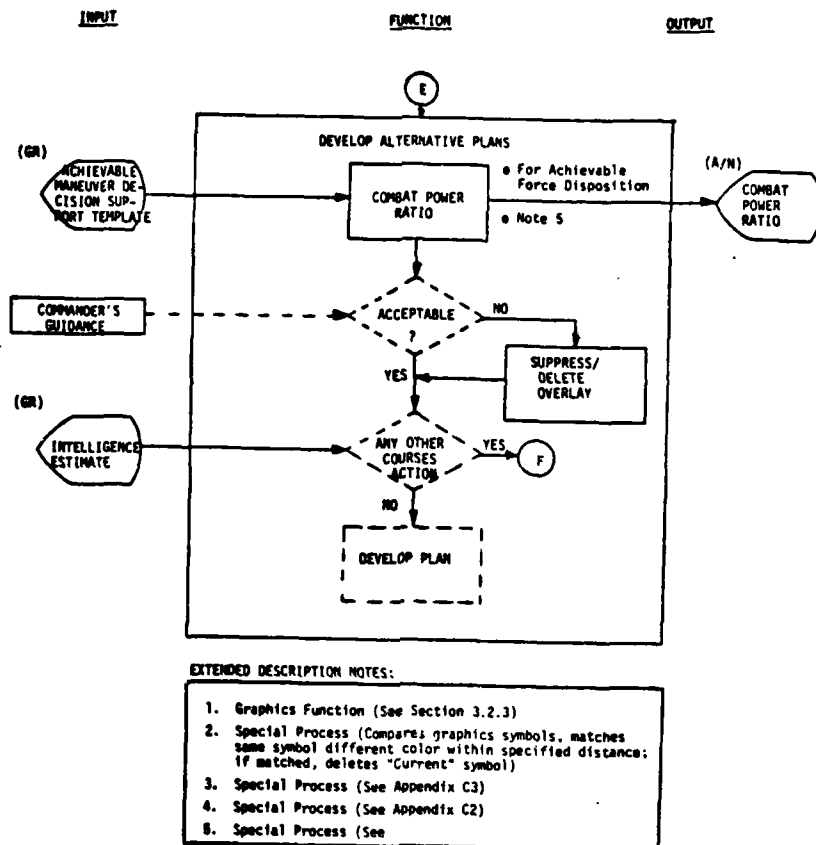 INPUT
FUNCTION
OUTPUT
E
DEVELOP ALTERNATIVE PLANS
(GR)
ACHIEVABLE
MANEUVER DE-
CISION SUP-
PORT TEMPLATE
COMBAT POWER
RATIO
• For Achievable
Force Disposition
• Note 5
(A/N)
COMBAT
POWER
RATIO
COMMANDER'S
GUIDANCE
ACCEPTABLE
?
NO
YES
SUPPRESS/
DELETE
OVERLAY
(GR)
INTELLIGENCE
ESTIMATE
ANY OTHER
COURSES
ACTION
YES
F
NO
DEVELOP PLAN
EXTENDED DESCRIPTION NOTES:
1. Graphics Function (See Section 3.2.3)
2. Special Process (Compares graphics symbols, matches
same symbol different color within specified distance;
if matched, deletes "Current" symbol)
3. Special Process (See Appendix C3)
4. Special Process (See Appendix C2)
5. Special Process (See